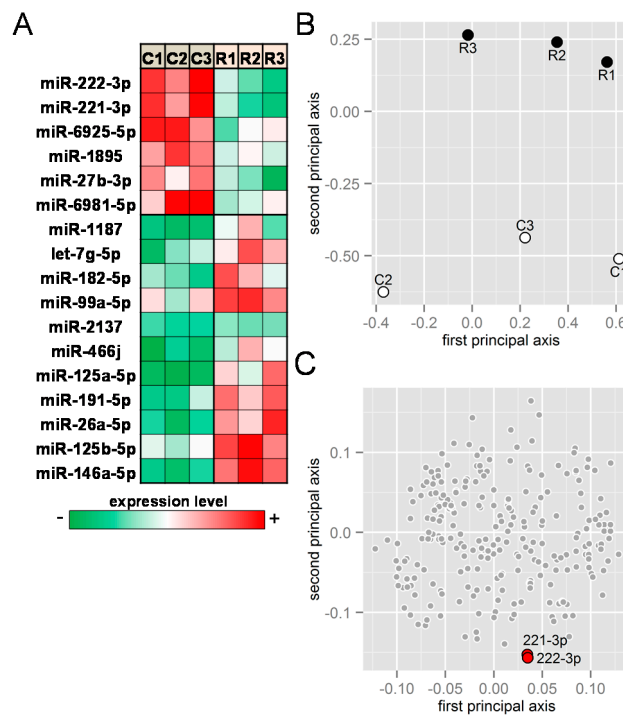 A
C1 C2 C3 R1 R2 R3
miR-222-3p
miR-221-3p
miR-6925-5p
miR-1895
miR-27b-3p
miR-6981-5p
miR-1187
let-7g-5p
miR-182-5p
miR-99a-5p
miR-2137
miR-466j
miR-125a-5p
miR-191-5p
miR-26a-5p
miR-125b-5p
miR-146a-5p
expression level
- +
B
second principal axis
0.25
0.00
-0.25
-0.50
R3
R2
R1
C3
C2
-0.4 -0.2 0.0 0.2 0.4 0.6
first principal axis
C
second principal axis
0.1
0.0
-0.1
221-3p
222-3p
-0.10 -0.05 0.00 0.05 0.10
first principal axis